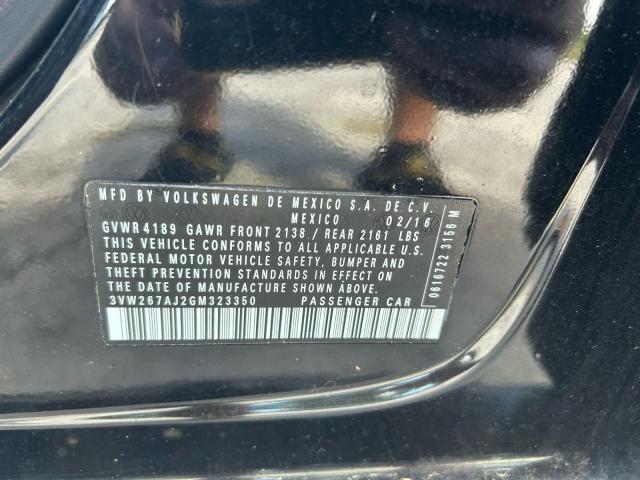 MFD BY VOLKSWAGEN DE MEXICO S.A. DE C.V.
MEXICO 02/16
GVWR 4189 GAWR FRONT 2138 / REAR 2161 LBS
THIS VEHICLE CONFORMS TO ALL APPLICABLE U.S.
FEDERAL MOTOR VEHICLE SAFETY, BUMPER AND
THEFT PREVENTION STANDARDS IN EFFECT ON
THE DATE OF MANUFACTURE SHOWN ABOVE.
3VW267AJ2GM323350 PASSENGER CAR
0616722 3156 M